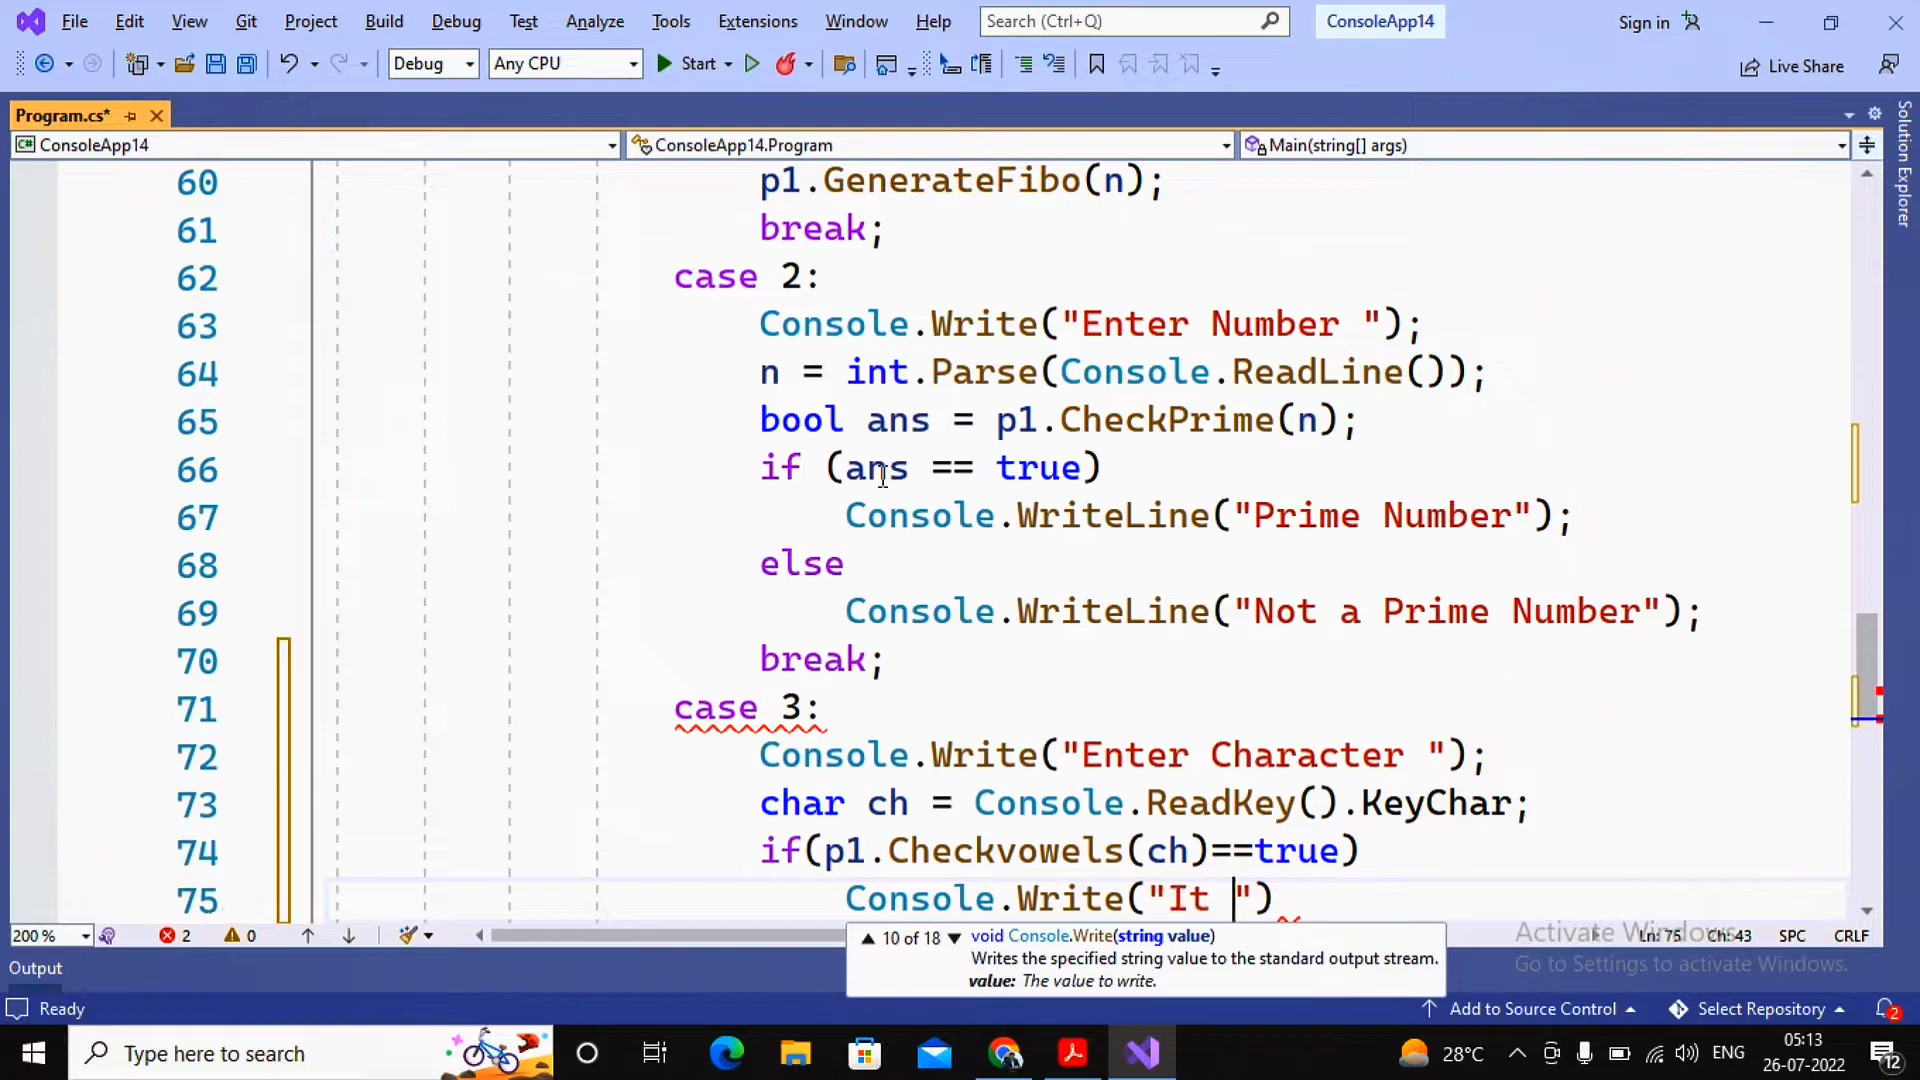 File Edit View Git Project Build Debug Test Analyze Tools Extensions Window Help Search (Ctrl+Q) ConsoleApp14 Sign in
Debug Any CPU Start Live Share
Program.cs*
ConsoleApp14 ConsoleApp14.Program Main(string[] args)
Solution Explorer
60 p1.GenerateFibo(n);
61 break;
62 case 2:
63 Console.Write("Enter Number ");
64 n = int.Parse(Console.ReadLine());
65 bool ans = p1.CheckPrime(n);
66 if (ans == true)
67 Console.WriteLine("Prime Number");
68 else
69 Console.WriteLine("Not a Prime Number");
70 break;
71 case 3:
72 Console.Write("Enter Character ");
73 char ch = Console.ReadKey().KeyChar;
74 if(p1.Checkvowels(ch)==true)
75 Console.Write("It ")
200 % 2 0 Ln: 75 Ch: 43 SPC CRLF
10 of 18 void Console.Write(string value)
Writes the specified string value to the standard output stream.
value: The value to write.
Activate Windows
Go to Settings to activate Windows.
Output
Ready Add to Source Control Select Repository 2
Type here to search 28°C ENG 05:13
26-07-2022 12